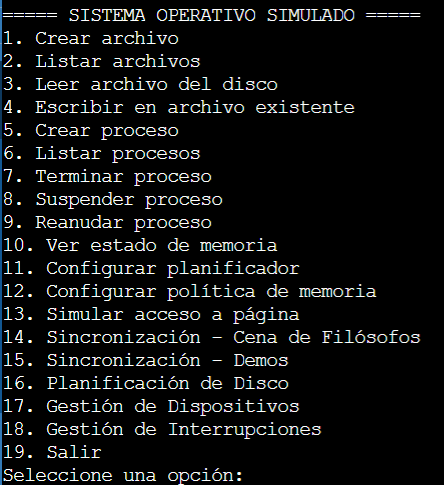 ===== SISTEMA OPERATIVO SIMULADO =====
1. Crear archivo
2. Listar archivos
3. Leer archivo del disco
4. Escribir en archivo existente
5. Crear proceso
6. Listar procesos
7. Terminar proceso
8. Suspender proceso
9. Reanudar proceso
10. Ver estado de memoria
11. Configurar planificador
12. Configurar política de memoria
13. Simular acceso a página
14. Sincronización - Cena de Filósofos
15. Sincronización - Demos
16. Planificación de Disco
17. Gestión de Dispositivos
18. Gestión de Interrupciones
19. Salir
Seleccione una opción: